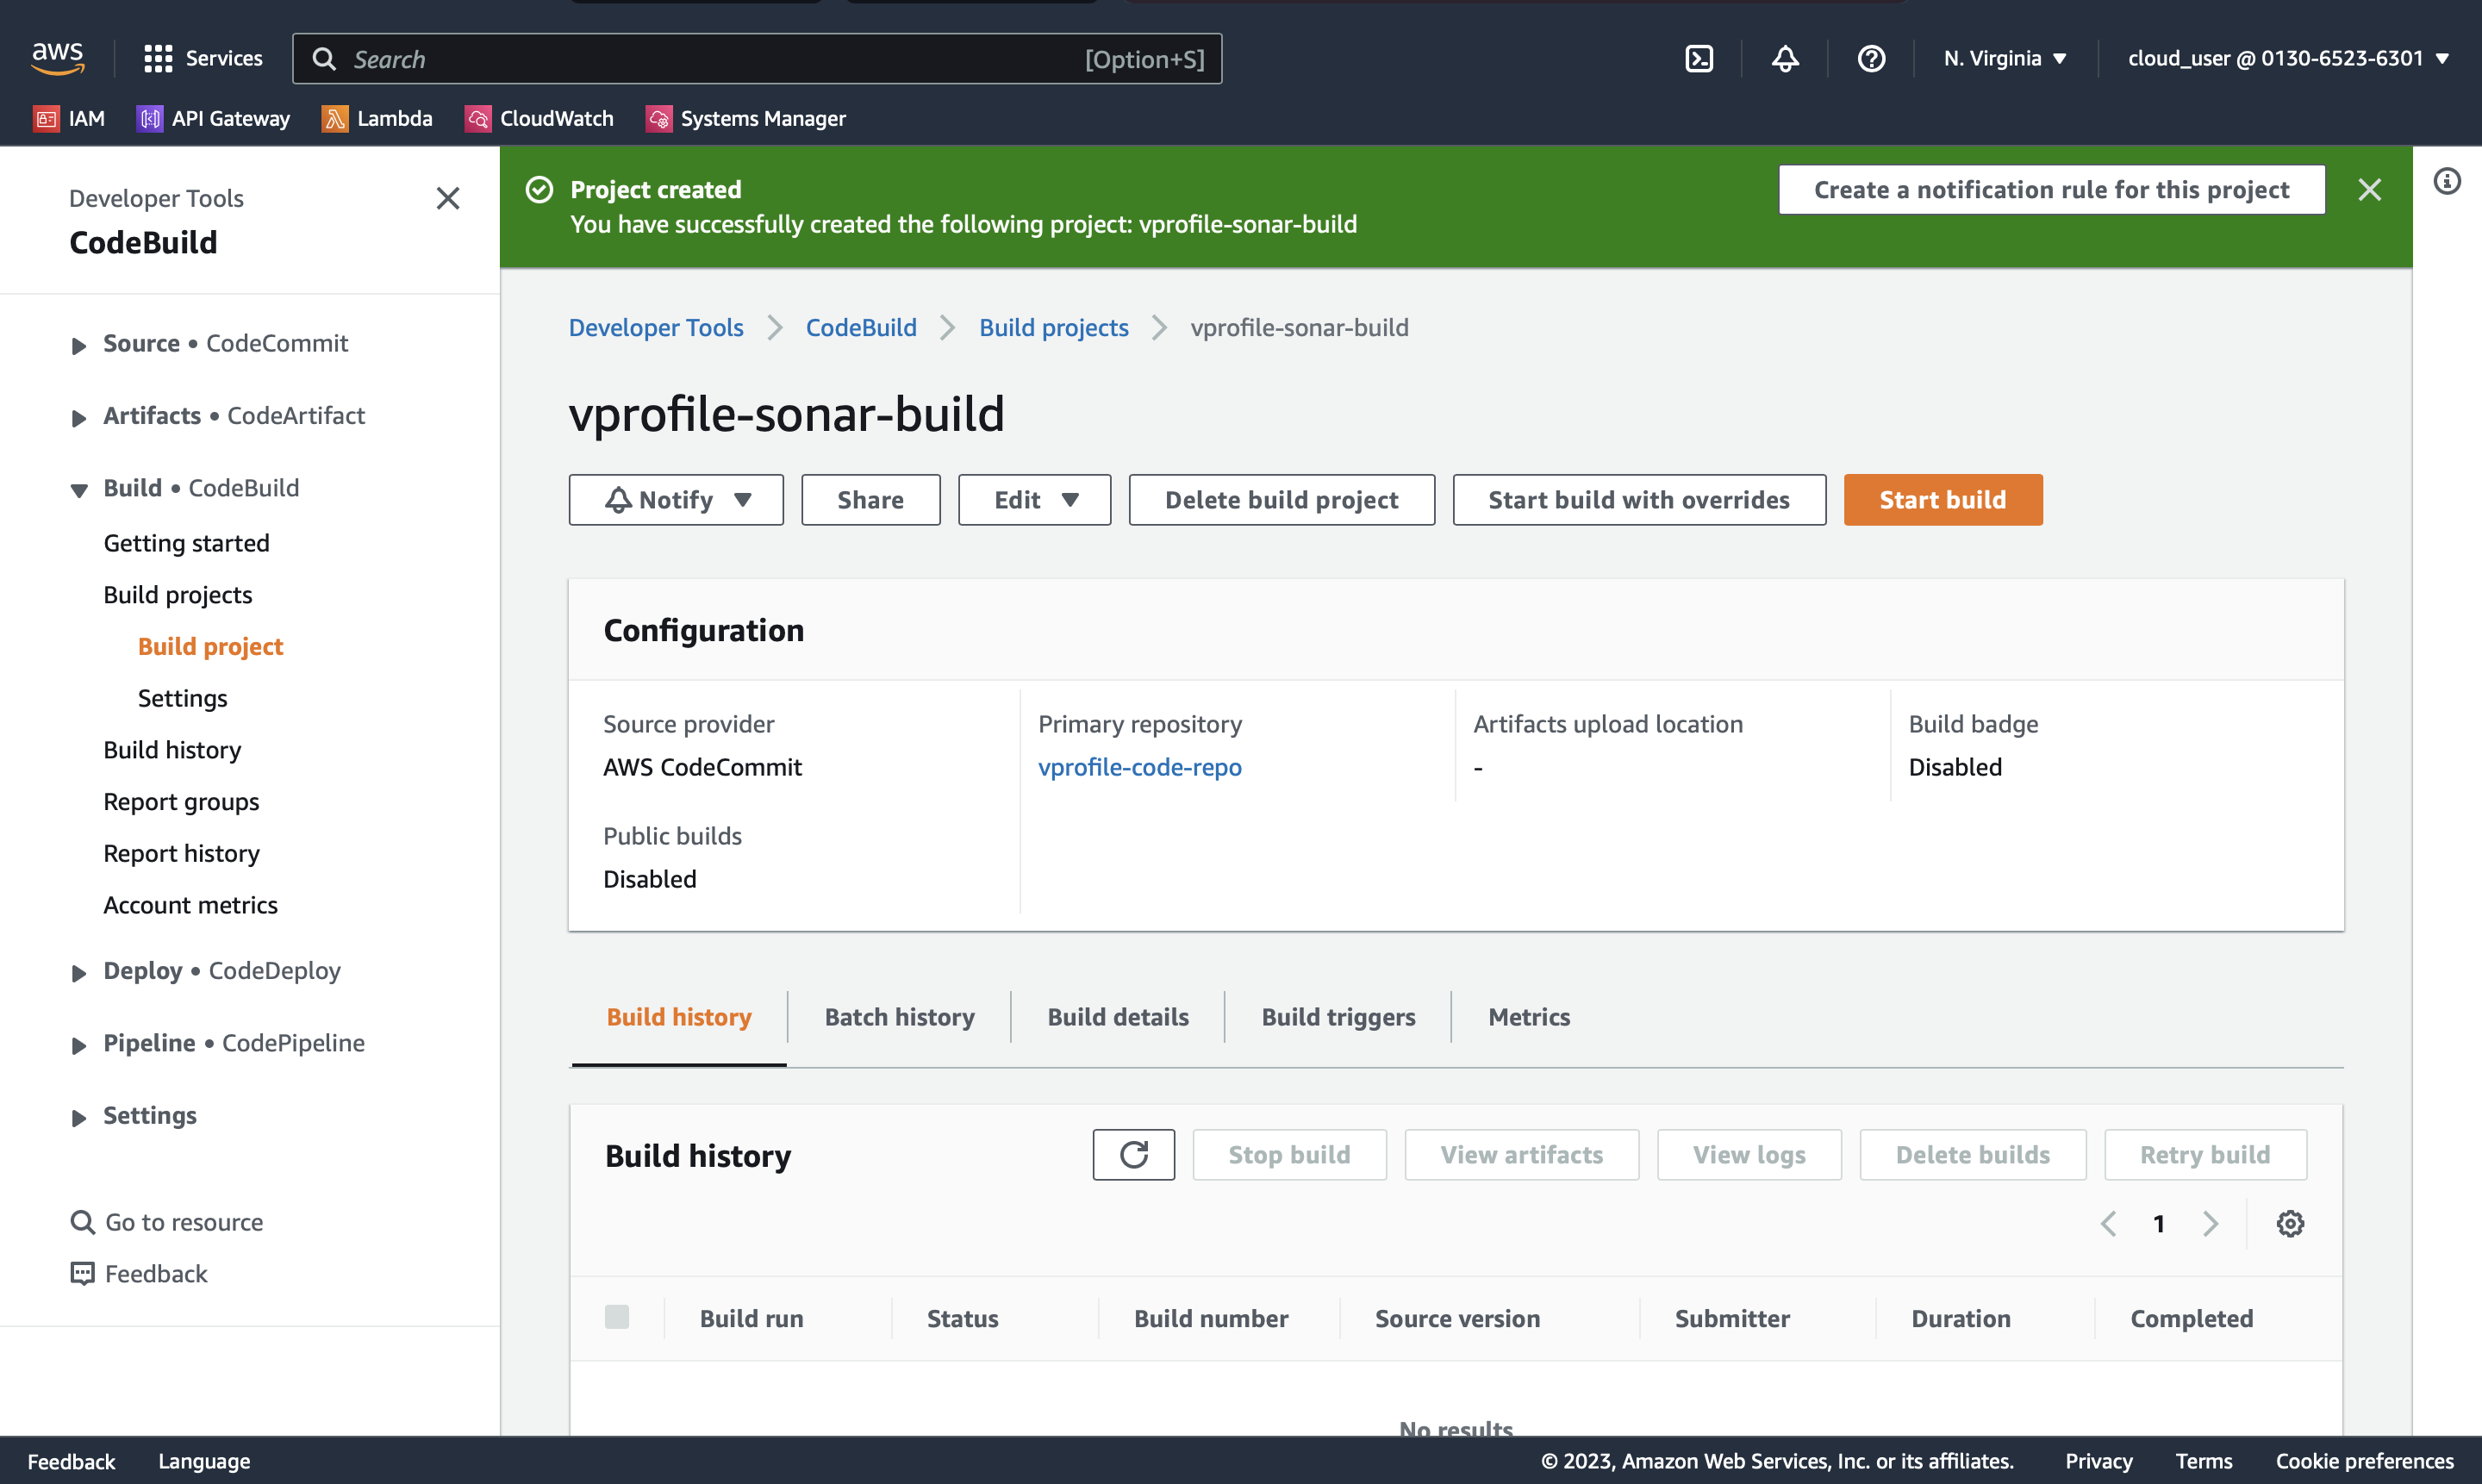 aws Services Search [Option+S] N. Virginia cloud_user @ 0130-6523-6301
IAM API Gateway Lambda CloudWatch Systems Manager
Developer Tools
CodeBuild
Source • CodeCommit
Artifacts • CodeArtifact
Build • CodeBuild
Getting started
Build projects
Build project
Settings
Build history
Report groups
Report history
Account metrics
Deploy • CodeDeploy
Pipeline • CodePipeline
Settings
Go to resource
Feedback
Project created
You have successfully created the following project: vprofile-sonar-build
Create a notification rule for this project
Developer Tools CodeBuild Build projects vprofile-sonar-build
vprofile-sonar-build
Notify Share Edit Delete build project Start build with overrides Start build
Configuration
Source provider
AWS CodeCommit
Primary repository
vprofile-code-repo
Artifacts upload location
-
Build badge
Disabled
Public builds
Disabled
Build history Batch history Build details Build triggers Metrics
Build history Stop build View artifacts View logs Delete builds Retry build
1
Build run Status Build number Source version Submitter Duration Completed
No results
Feedback Language © 2023, Amazon Web Services, Inc. or its affiliates. Privacy Terms Cookie preferences